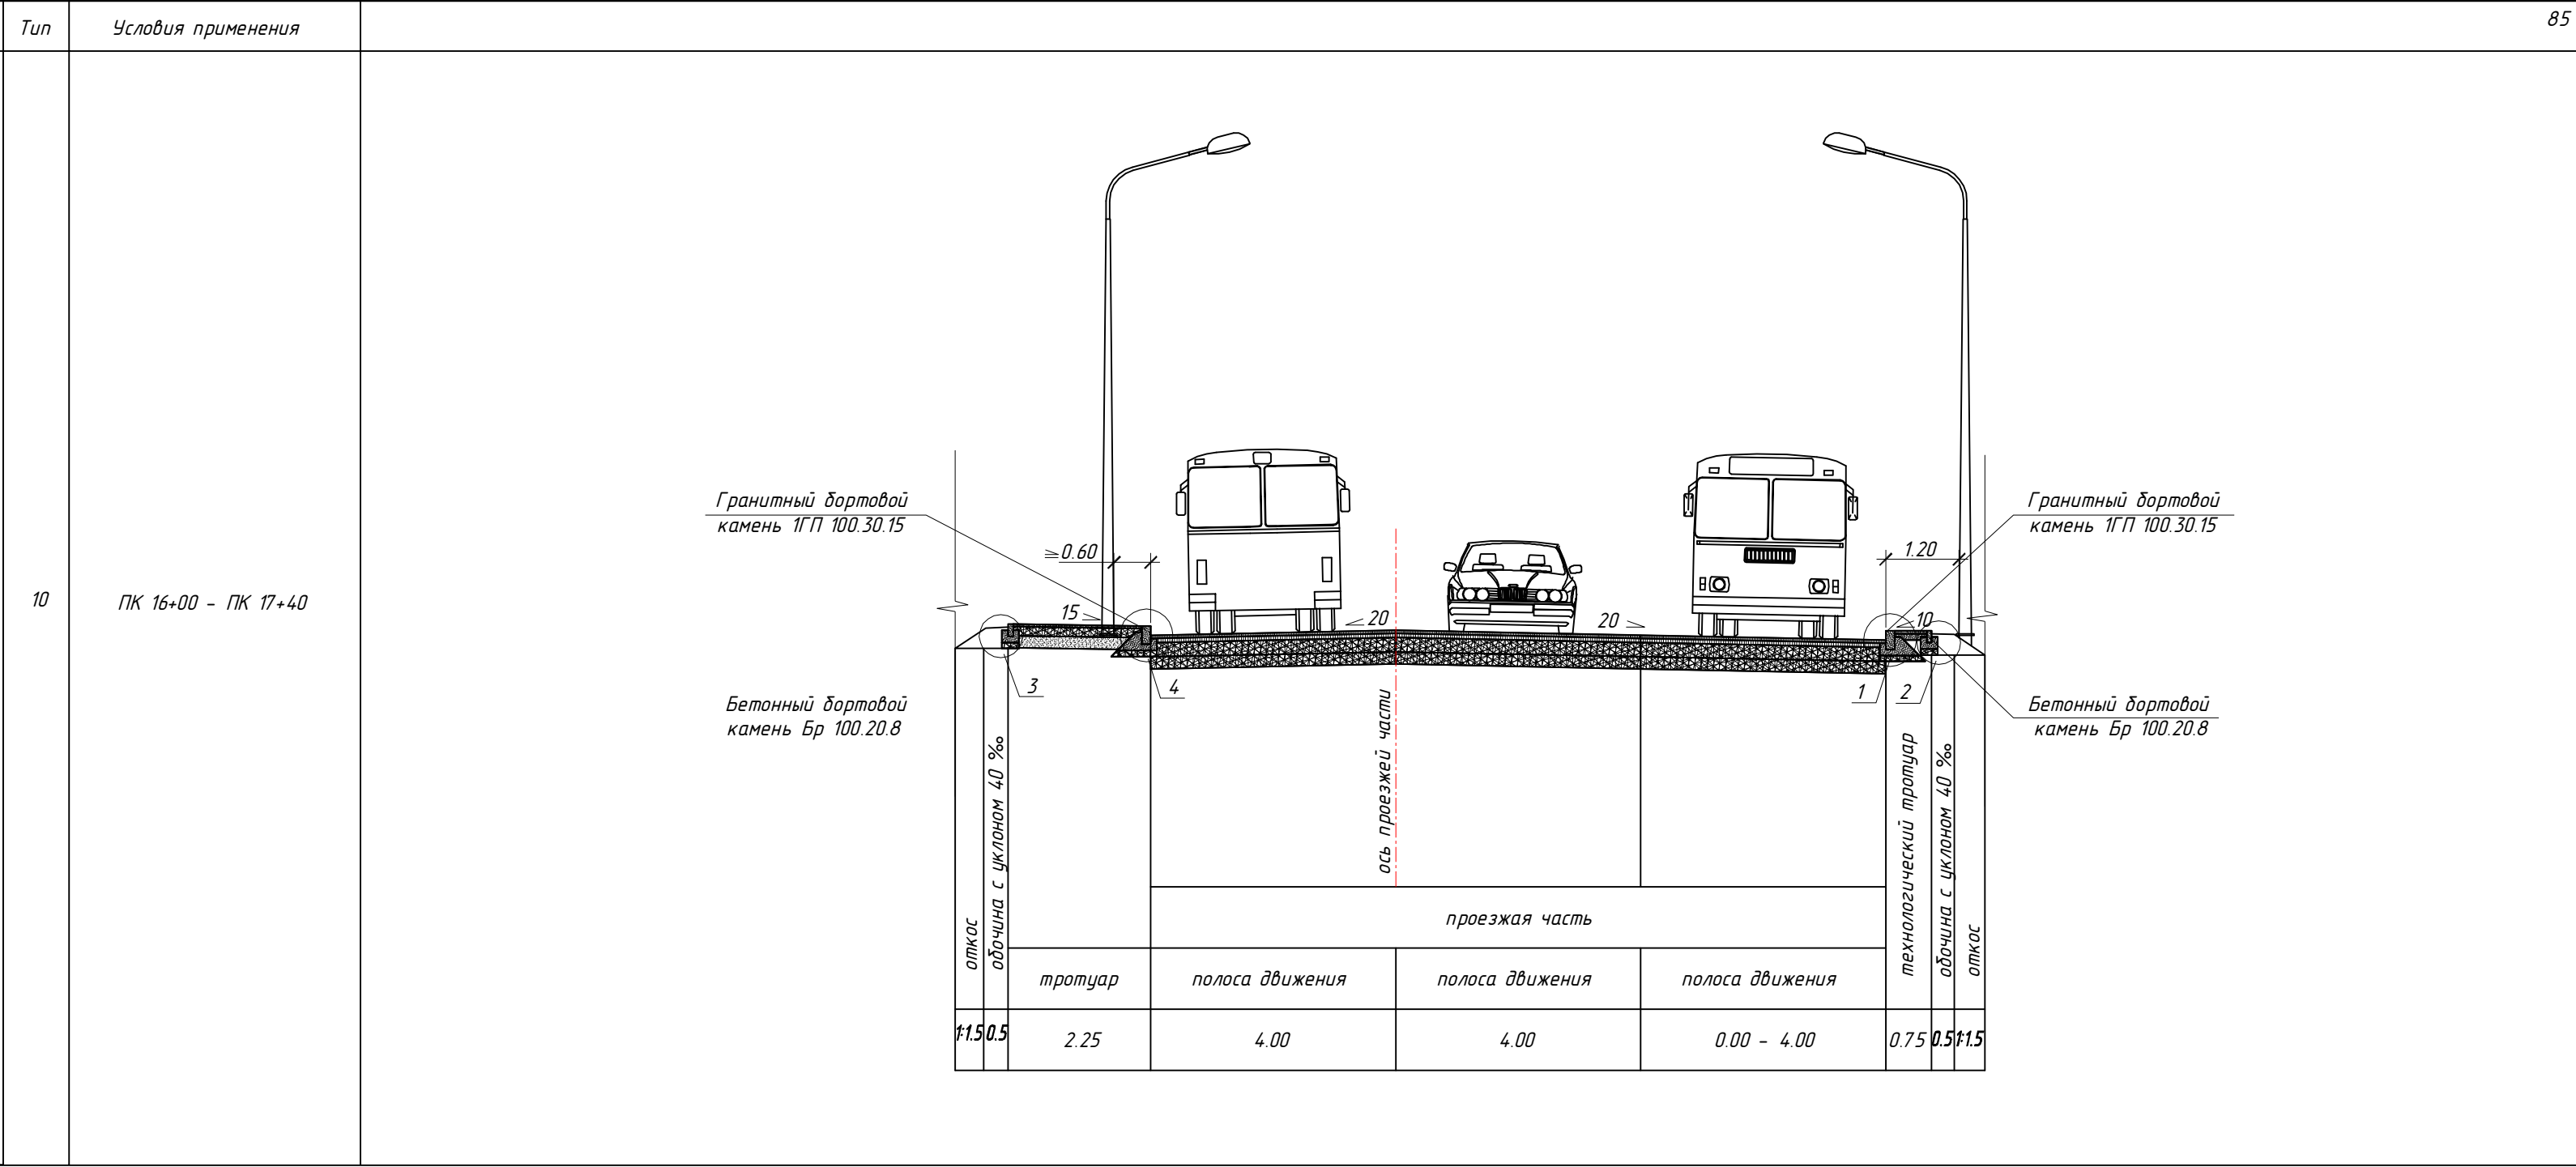 Тип
Условия применения
85
10
ПК 16+00 - ПК 17+40
Гранитный бортовой
камень 1ГП 100.30.15
Гранитный бортовой
камень 1ГП 100.30.15
≥0.60
1.20
15
20
20
10
3
4
1
2
Бетонный бортовой
камень Бр 100.20.8
Бетонный бортовой
камень Бр 100.20.8
откос
обочина с уклоном 40 ‰
ось проезжей части
технологический тротуар
обочина с уклоном 40 ‰
откос
проезжая часть
тротуар
полоса движения
полоса движения
полоса движения
1:1.5
0.5
2.25
4.00
4.00
0.00 - 4.00
0.75
0.5
1:1.5